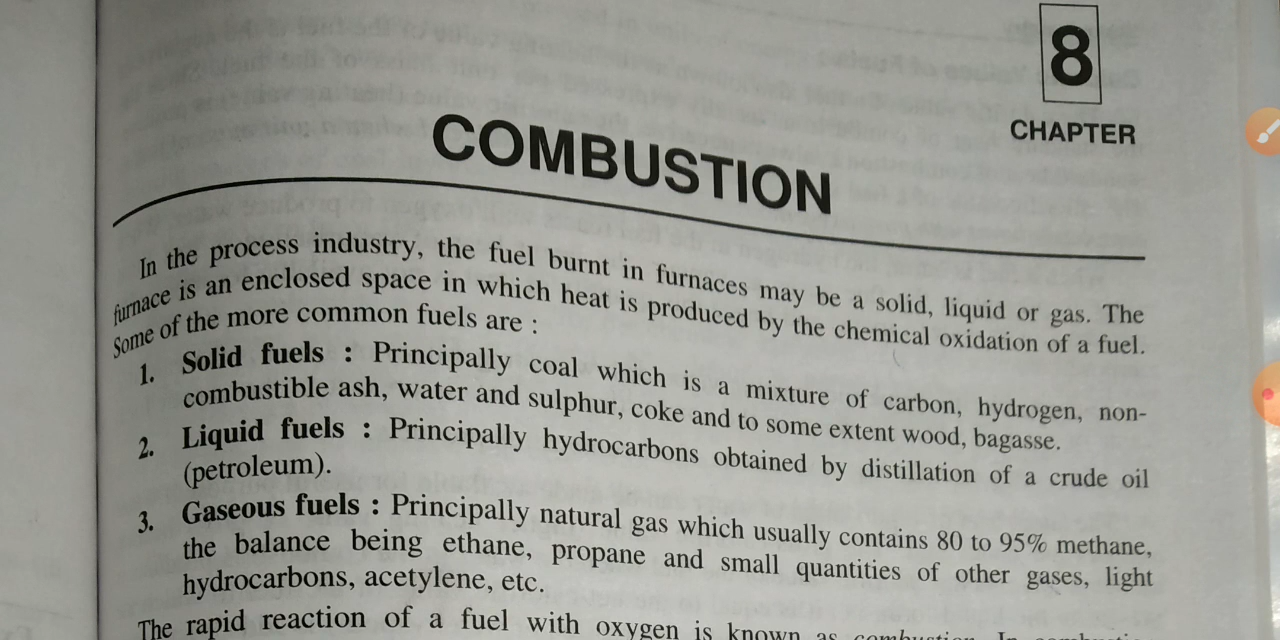 8
CHAPTER
COMBUSTION
In the process industry, the fuel burnt in furnaces may be a solid, liquid or gas. The
furnace is an enclosed space in which heat is produced by the chemical oxidation of a fuel.
Some of the more common fuels are :
1. Solid fuels : Principally coal which is a mixture of carbon, hydrogen, non-
combustible ash, water and sulphur, coke and to some extent wood, bagasse.
2. Liquid fuels : Principally hydrocarbons obtained by distillation of a crude oil
(petroleum).
3. Gaseous fuels : Principally natural gas which usually contains 80 to 95% methane,
the balance being ethane, propane and small quantities of other gases, light
hydrocarbons, acetylene, etc.
The rapid reaction of a fuel with oxygen is known as combustion. In